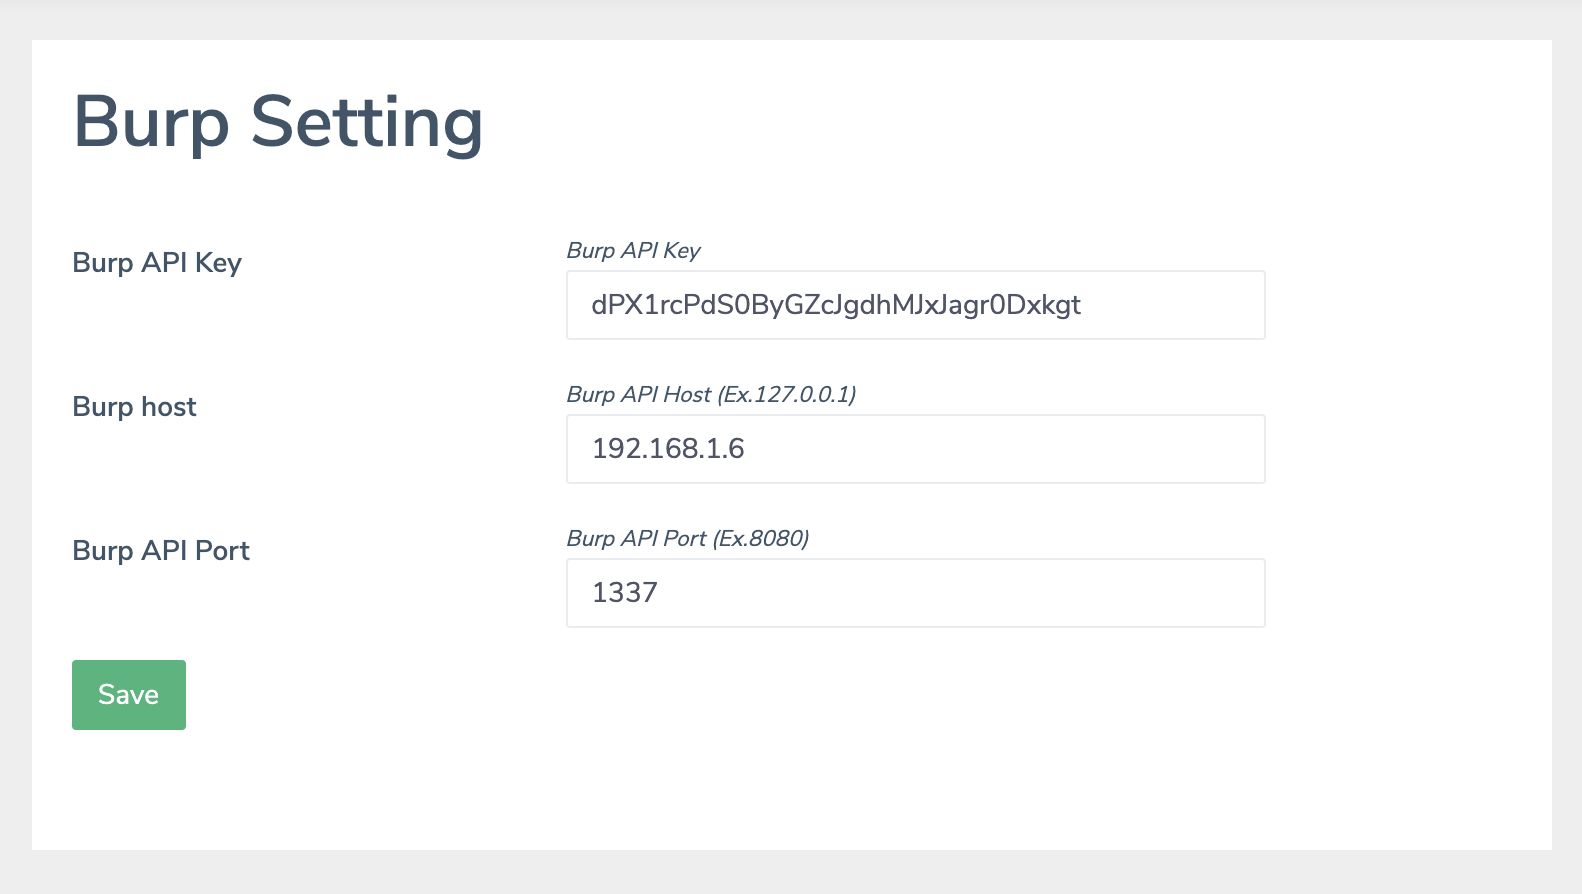 Burp Setting
Burp API Key
Burp API Key
dPX1rcPdS0ByGZcJgdhMJxJagr0Dxkgt
Burp host
Burp API Host (Ex.127.0.0.1)
192.168.1.6
Burp API Port
Burp API Port (Ex.8080)
1337
Save